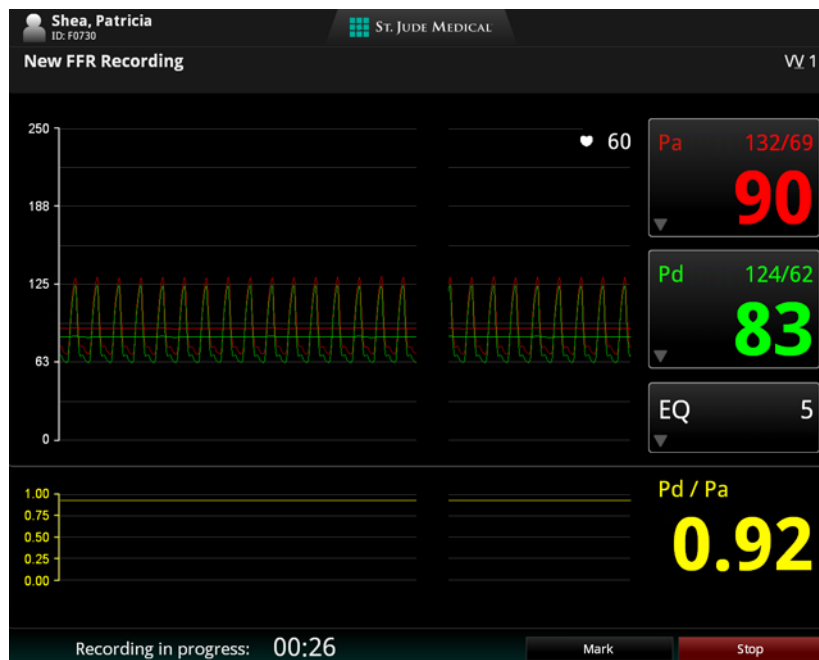 Shea, Patricia
ID: F0730
ST. JUDE MEDICAL
New FFR Recording
1
250
188
125
63
0
60
Pa 132/69
90
Pd 124/62
83
EQ 5
1.00
0.75
0.50
0.25
0.00
Pd / Pa
0.92
Recording in progress: 00:26
Mark
Stop